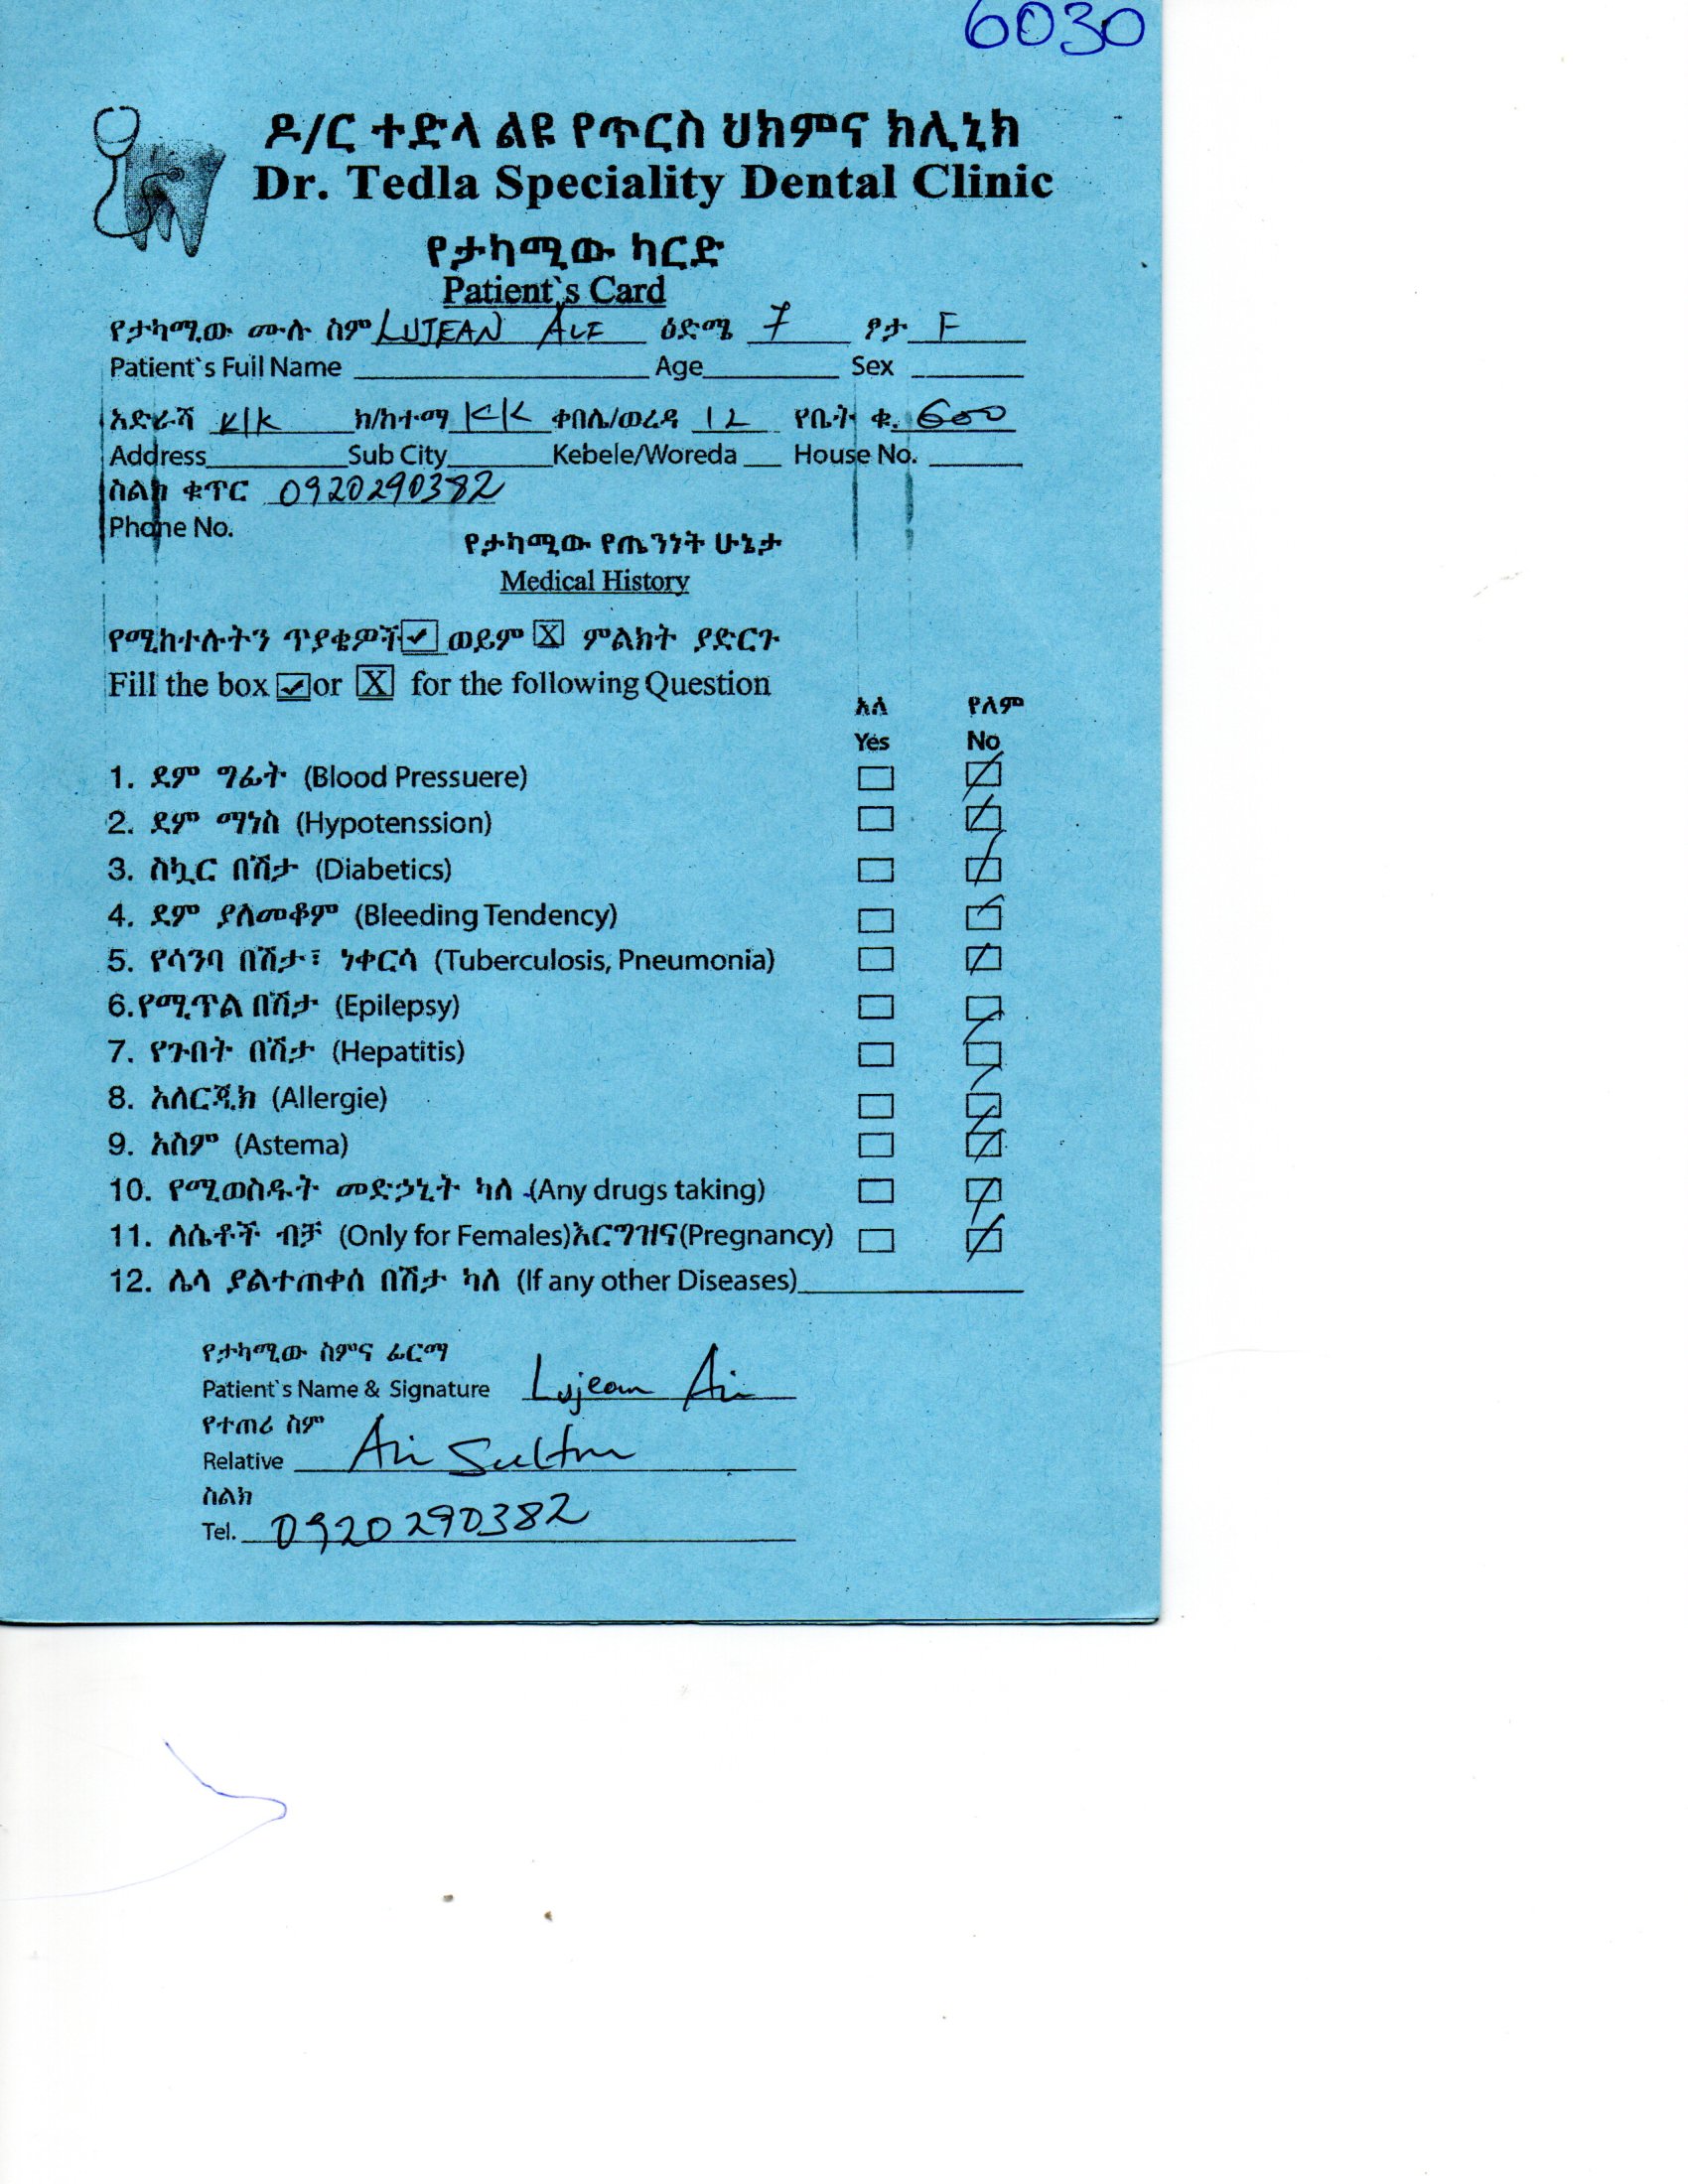 6030
ዶ/ር ተድላ ልዩ የጥርስ ህክምና ክሊኒክ
Dr. Tedla Speciality Dental Clinic
የታካሚው ካርድ
Patient`s Card
የታካሚው ሙሉ ስም LUJEAN ALI ዕድሜ 7 ፆታ F
Patient`s Full Name Age Sex
አድራሻ K/K ክ/ከተማ K/K ቀበሌ/ወረዳ 12 የቤት ቁ. 600
Address Sub City Kebele/Woreda House No.
ስልክ ቁጥር 0920290382
Phone No.
የታካሚው የጤንነት ሁኔታ
Medical History
የሚከተሉትን ጥያቄዎች ✓ ወይም X ምልክት ያድርጉ
Fill the box ✓ or X for the following Question
አለ የለም
Yes No
1. ደም ግፊት (Blood Pressuere)
2. ደም ማነስ (Hypotenssion)
3. ስኳር በሽታ (Diabetics)
4. ደም ያለመቆም (Bleeding Tendency)
5. የሳንባ በሽታ፣ ነቀርሳ (Tuberculosis, Pneumonia)
6.የሚጥል በሽታ (Epilepsy)
7. የጉበት በሽታ (Hepatitis)
8. አለርጂክ (Allergie)
9. አስም (Astema)
10. የሚወስዱት መድኃኒት ካለ (Any drugs taking)
11. ለሴቶች ብቻ (Only for Females)እርግዝና(Pregnancy)
12. ሌላ ያልተጠቀሰ በሽታ ካለ (If any other Diseases)
የታካሚው ስምና ፊርማ
Patient`s Name & Signature Lujean Ali
የተጠሪ ስም
Relative Ali Sultan
ስልክ
Tel. 0920290382